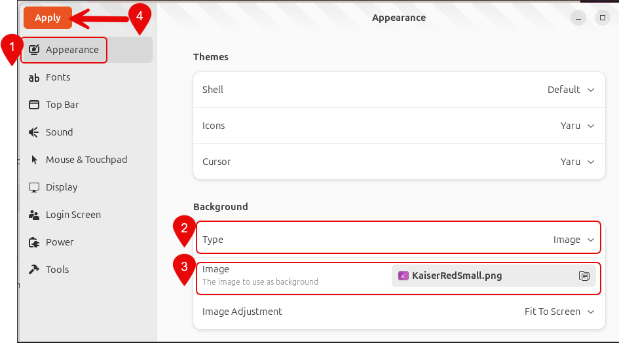 Apply
4
Appearance
1
Appearance
Fonts
Top Bar
Sound
Mouse & Touchpad
Display
Login Screen
Power
Tools
Themes
Shell Default
Icons Yaru
Cursor Yaru
Background
2
Type Image
3
Image
The image to use as background
KaiserRedSmall.png
Image Adjustment Fit To Screen